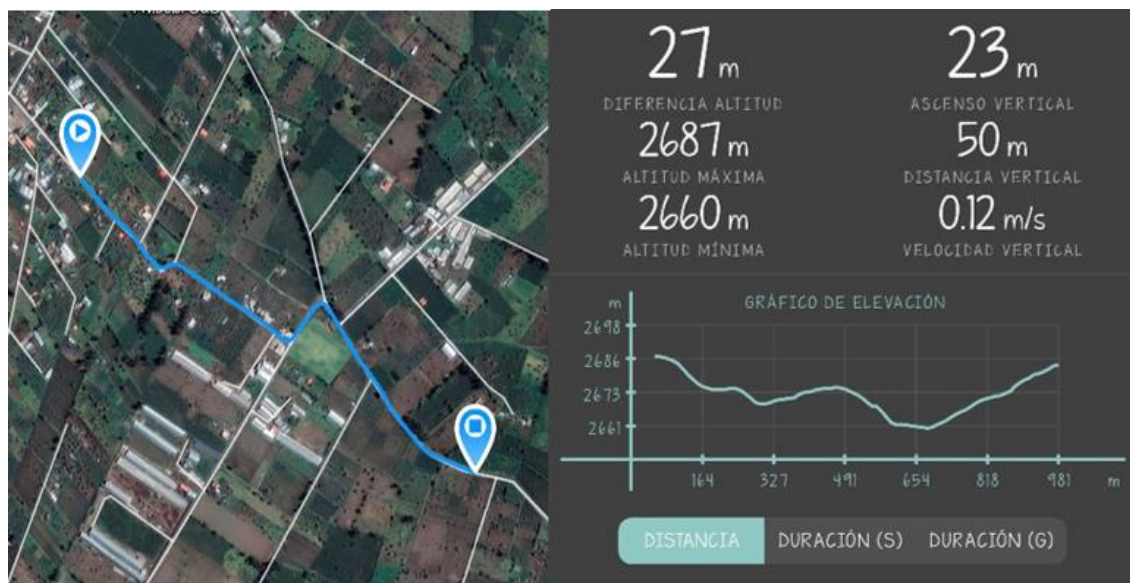 27 m
DIFERENCIA ALTITUD
23 m
ASCENSO VERTICAL
2687 m
ALTITUD MÁXIMA
50 m
DISTANCIA VERTICAL
2660 m
ALTITUD MÍNIMA
0.12 m/s
VELOCIDAD VERTICAL
GRÁFICO DE ELEVACIÓN
m
2698
2686
2673
2661
164 327 491 654 818 981 m
DISTANCIA DURACIÓN (S) DURACIÓN (G)